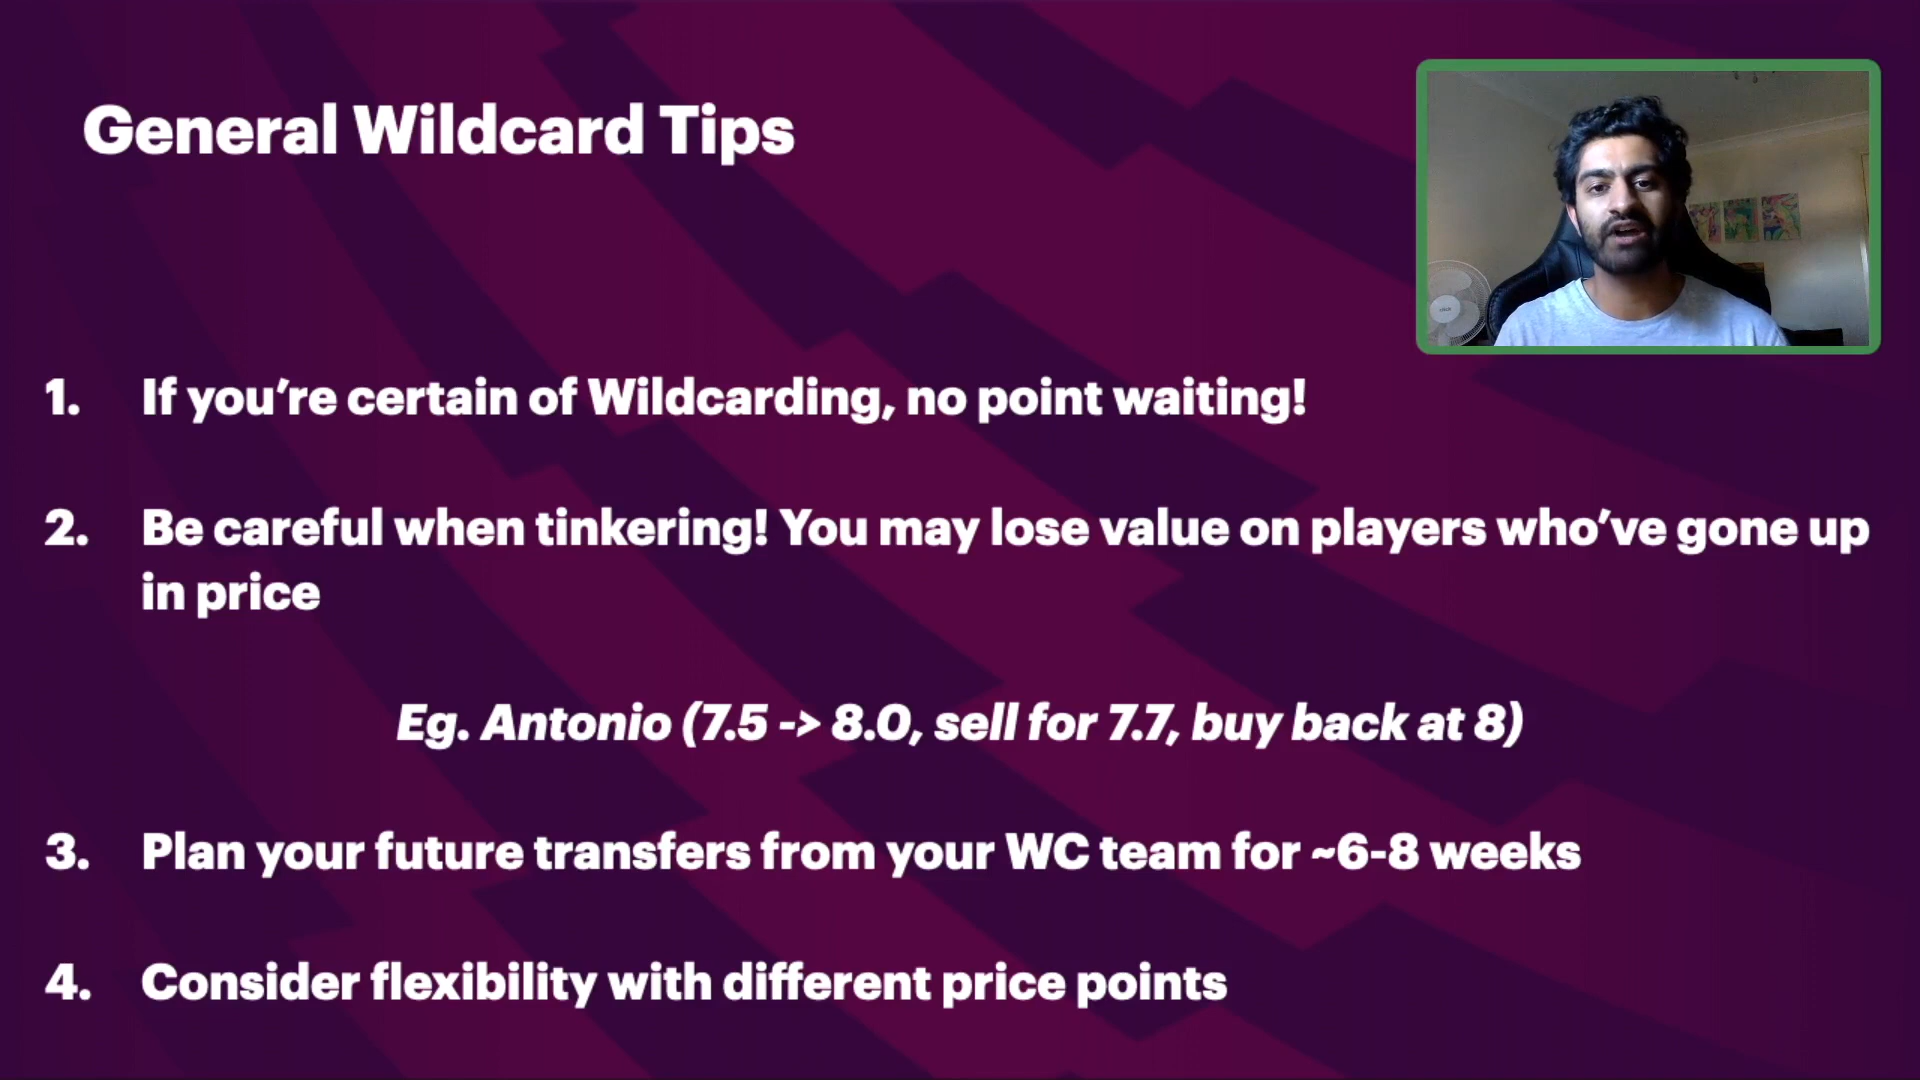 General Wildcard Tips
1. If you’re certain of Wildcarding, no point waiting!
2. Be careful when tinkering! You may lose value on players who’ve gone up
in price
Eg. Antonio (7.5 -> 8.0, sell for 7.7, buy back at 8)
3. Plan your future transfers from your WC team for ~6-8 weeks
4. Consider flexibility with different price points